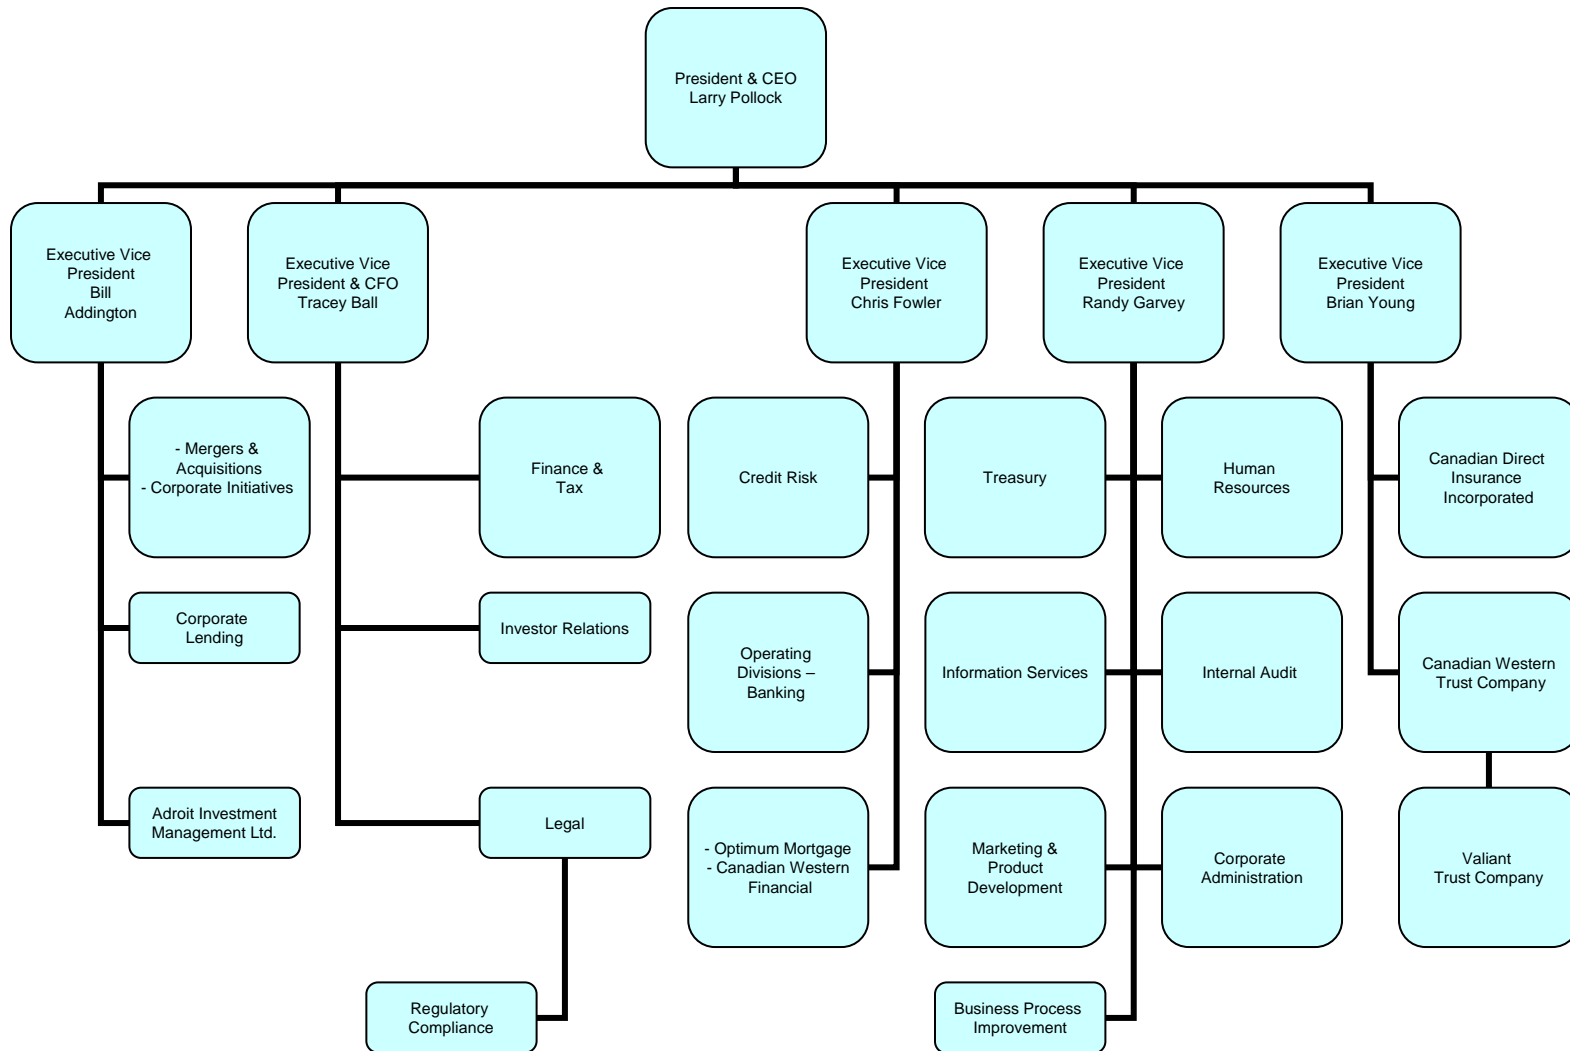 President & CEO
Larry Pollock
Executive Vice
President
Bill
Addington
Executive Vice
President & CFO
Tracey Ball
Executive Vice
President
Chris Fowler
Executive Vice
President
Randy Garvey
Executive Vice
President
Brian Young
- Mergers &
Acquisitions
- Corporate Initiatives
Finance &
Tax
Credit Risk
Treasury
Human
Resources
Canadian Direct
Insurance
Incorporated
Corporate
Lending
Investor Relations
Operating
Divisions –
Banking
Information Services
Internal Audit
Canadian Western
Trust Company
Adroit Investment
Management Ltd.
Legal
- Optimum Mortgage
- Canadian Western
Financial
Marketing &
Product
Development
Corporate
Administration
Valiant
Trust Company
Regulatory
Compliance
Business Process
Improvement